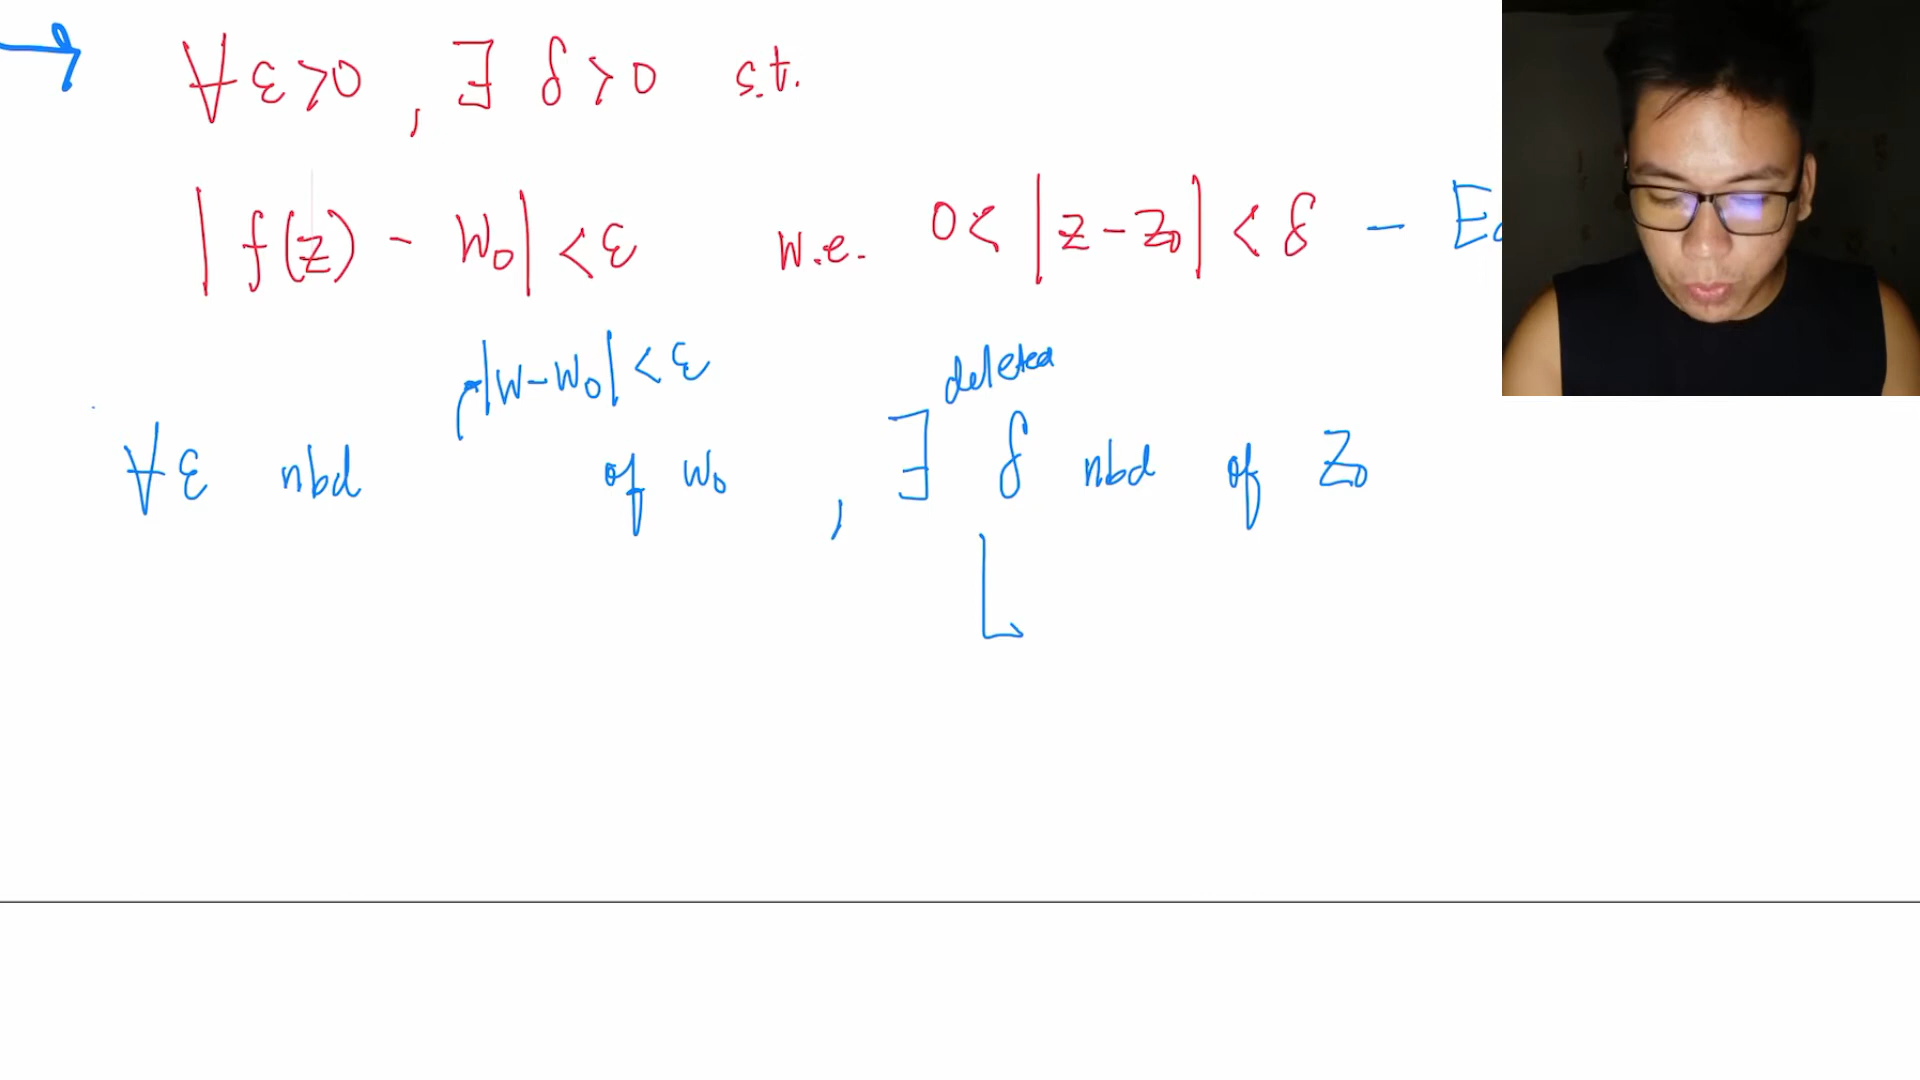 ∀ε>0, ∃ δ>0 s.t.
|f(z) - w₀| < ε w.e. 0 < |z - z₀| < δ -
|w - w₀| < ε deleted
∀ε nbd of w₀, ∃ δ nbd of z₀